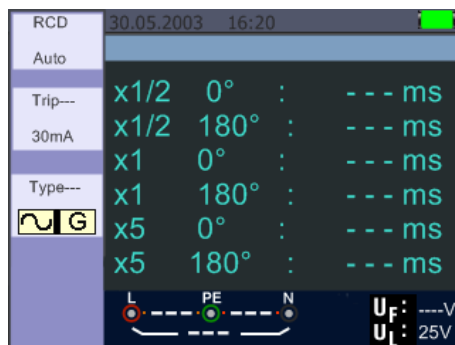 RCD 30.05.2003 16:20
Auto
Trip---
30mA
Type---
G
x1/2 0° : --- ms
x1/2 180° : --- ms
x1 0° : --- ms
x1 180° : --- ms
x5 0° : --- ms
x5 180° : --- ms
L PE N
---
UF: ----V
UL: 25V